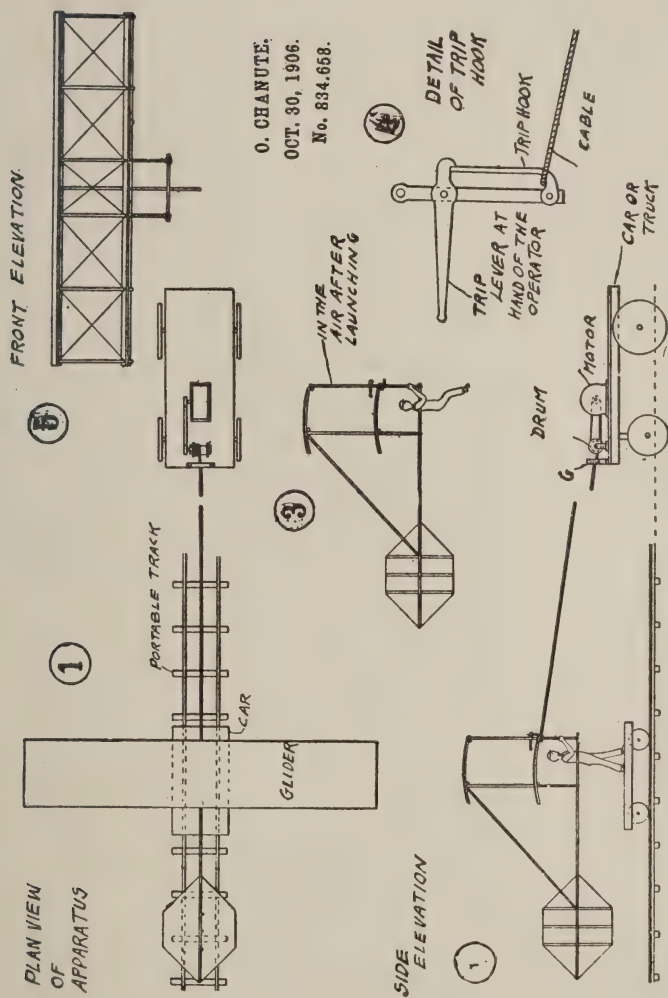 PLAN VIEW
OF
APPARATUS
1
PORTABLE TRACK
CAR
GLIDER
FRONT ELEVATION
5
O. CHANUTE.
OCT. 30, 1906.
No. 834.658.
SIDE
ELEVATION
1
3
IN THE
AIR AFTER
LAUNCHING
4
DETAIL
OF TRIP
HOOK
TRIP HOOK
CABLE
TRIP
LEVER AT
HAND OF THE
OPERATOR
G
DRUM
MOTOR
CAR OR
TRUCK